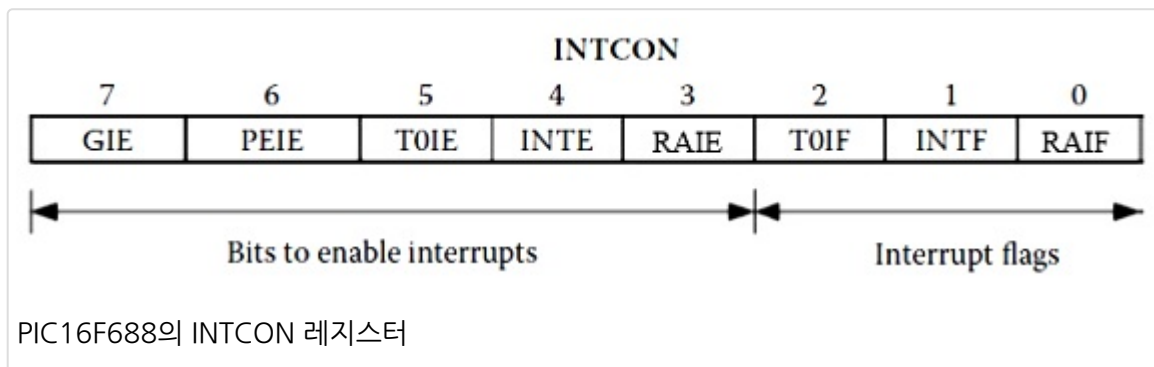 INTCON
7 6 5 4 3 2 1 0
GIE PEIE T0IE INTE RAIE T0IF INTF RAIF
Bits to enable interrupts Interrupt flags
PIC16F688의 INTCON 레지스터